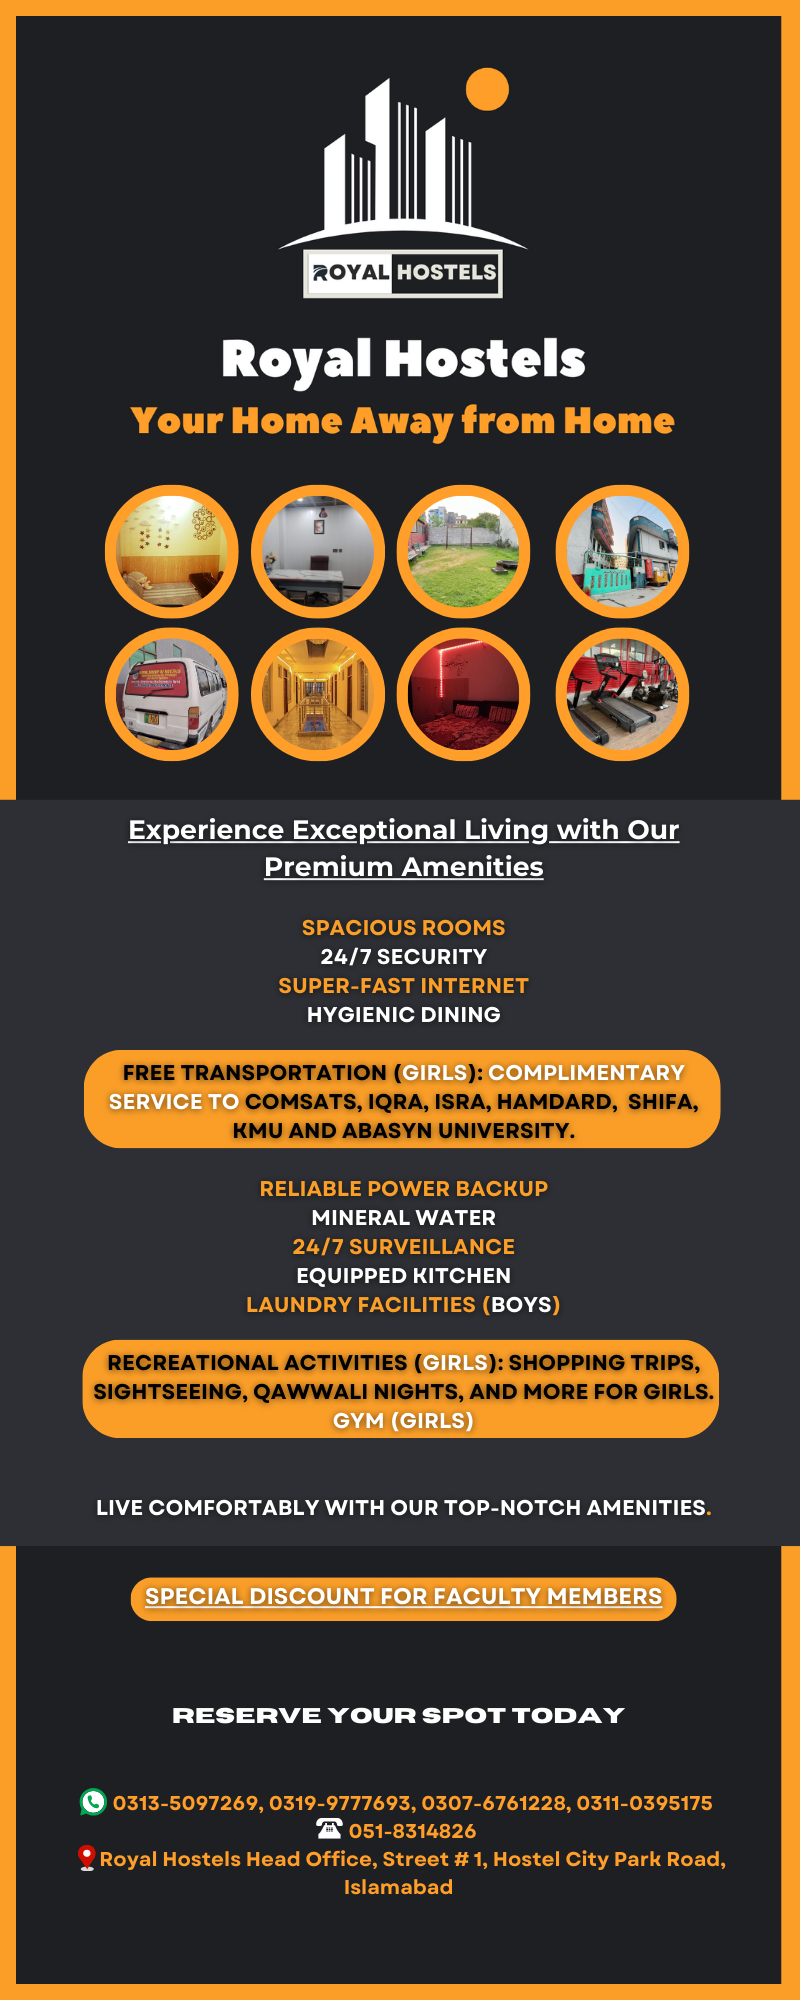 ROYAL HOSTELS
Royal Hostels
Your Home Away from Home
Experience Exceptional Living with Our
Premium Amenities
SPACIOUS ROOMS
24/7 SECURITY
SUPER-FAST INTERNET
HYGIENIC DINING
FREE TRANSPORTATION (GIRLS): COMPLIMENTARY
SERVICE TO COMSATS, IQRA, ISRA, HAMDARD, SHIFA,
KMU AND ABASYN UNIVERSITY.
RELIABLE POWER BACKUP
MINERAL WATER
24/7 SURVEILLANCE
EQUIPPED KITCHEN
LAUNDRY FACILITIES (BOYS)
RECREATIONAL ACTIVITIES (GIRLS): SHOPPING TRIPS,
SIGHTSEEING, QAWWALI NIGHTS, AND MORE FOR GIRLS.
GYM (GIRLS)
LIVE COMFORTABLY WITH OUR TOP-NOTCH AMENITIES.
SPECIAL DISCOUNT FOR FACULTY MEMBERS
RESERVE YOUR SPOT TODAY
0313-5097269, 0319-9777693, 0307-6761228, 0311-0395175
051-8314826
Royal Hostels Head Office, Street # 1, Hostel City Park Road,
Islamabad